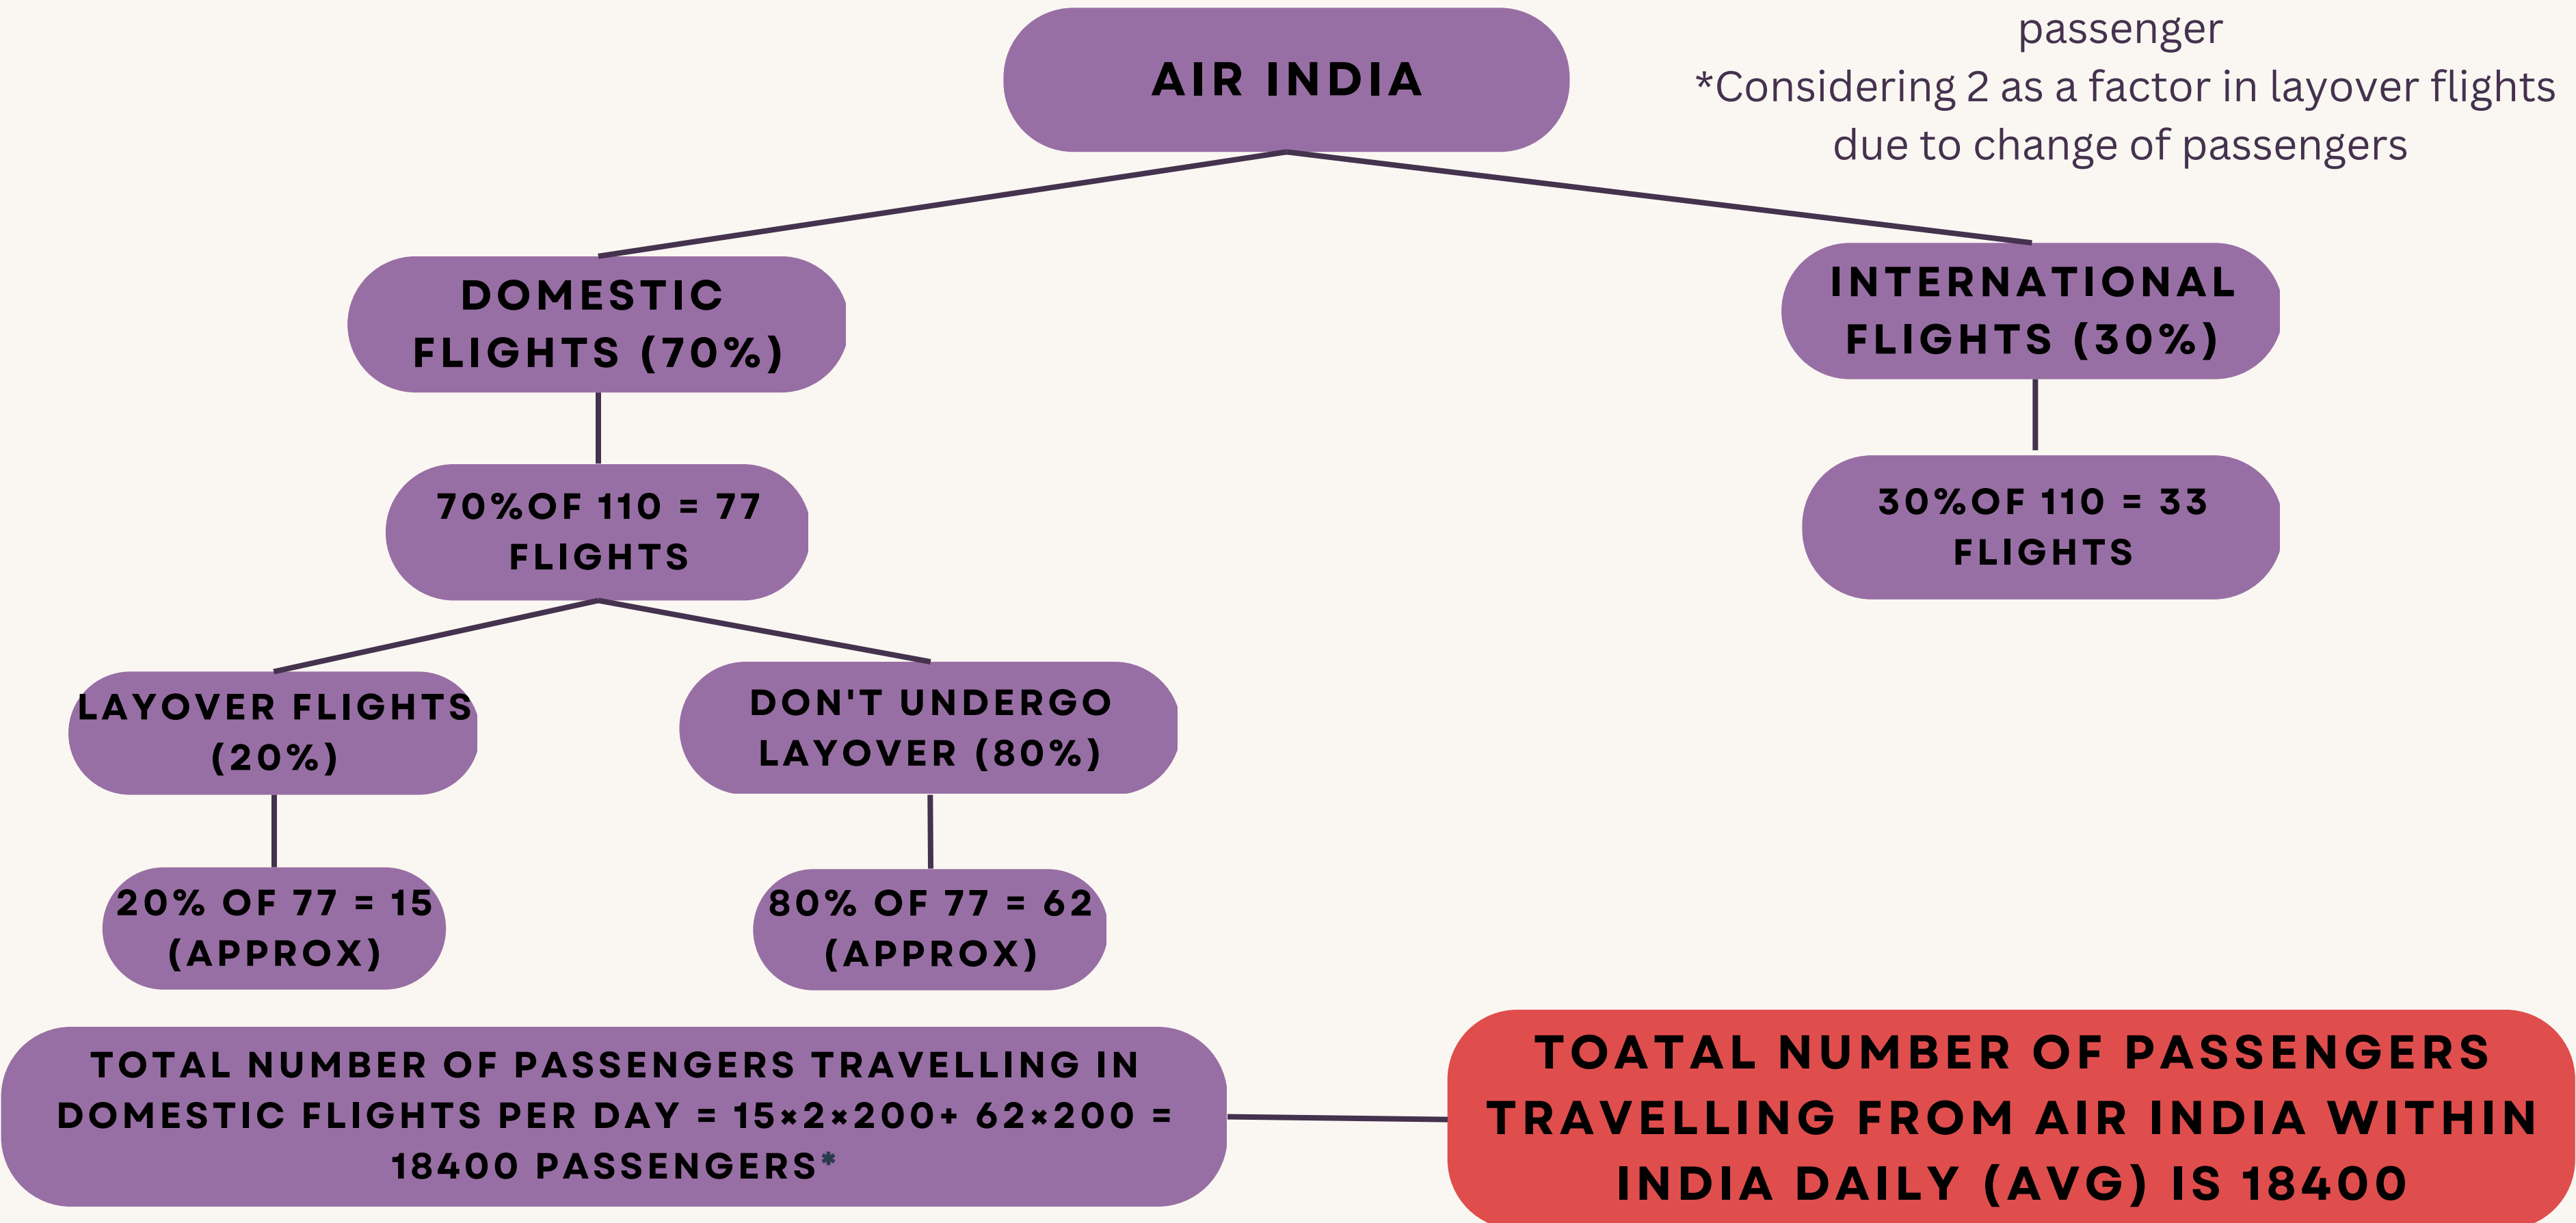 passenger
*Considering 2 as a factor in layover flights
due to change of passengers
AIR INDIA
DOMESTIC
FLIGHTS (70%)
INTERNATIONAL
FLIGHTS (30%)
70%OF 110 = 77
FLIGHTS
30%OF 110 = 33
FLIGHTS
LAYOVER FLIGHTS
(20%)
DON'T UNDERGO
LAYOVER (80%)
20% OF 77 = 15
(APPROX)
80% OF 77 = 62
(APPROX)
TOTAL NUMBER OF PASSENGERS TRAVELLING IN
DOMESTIC FLIGHTS PER DAY = 15×2×200+ 62×200 =
18400 PASSENGERS*
TOATAL NUMBER OF PASSENGERS
TRAVELLING FROM AIR INDIA WITHIN
INDIA DAILY (AVG) IS 18400